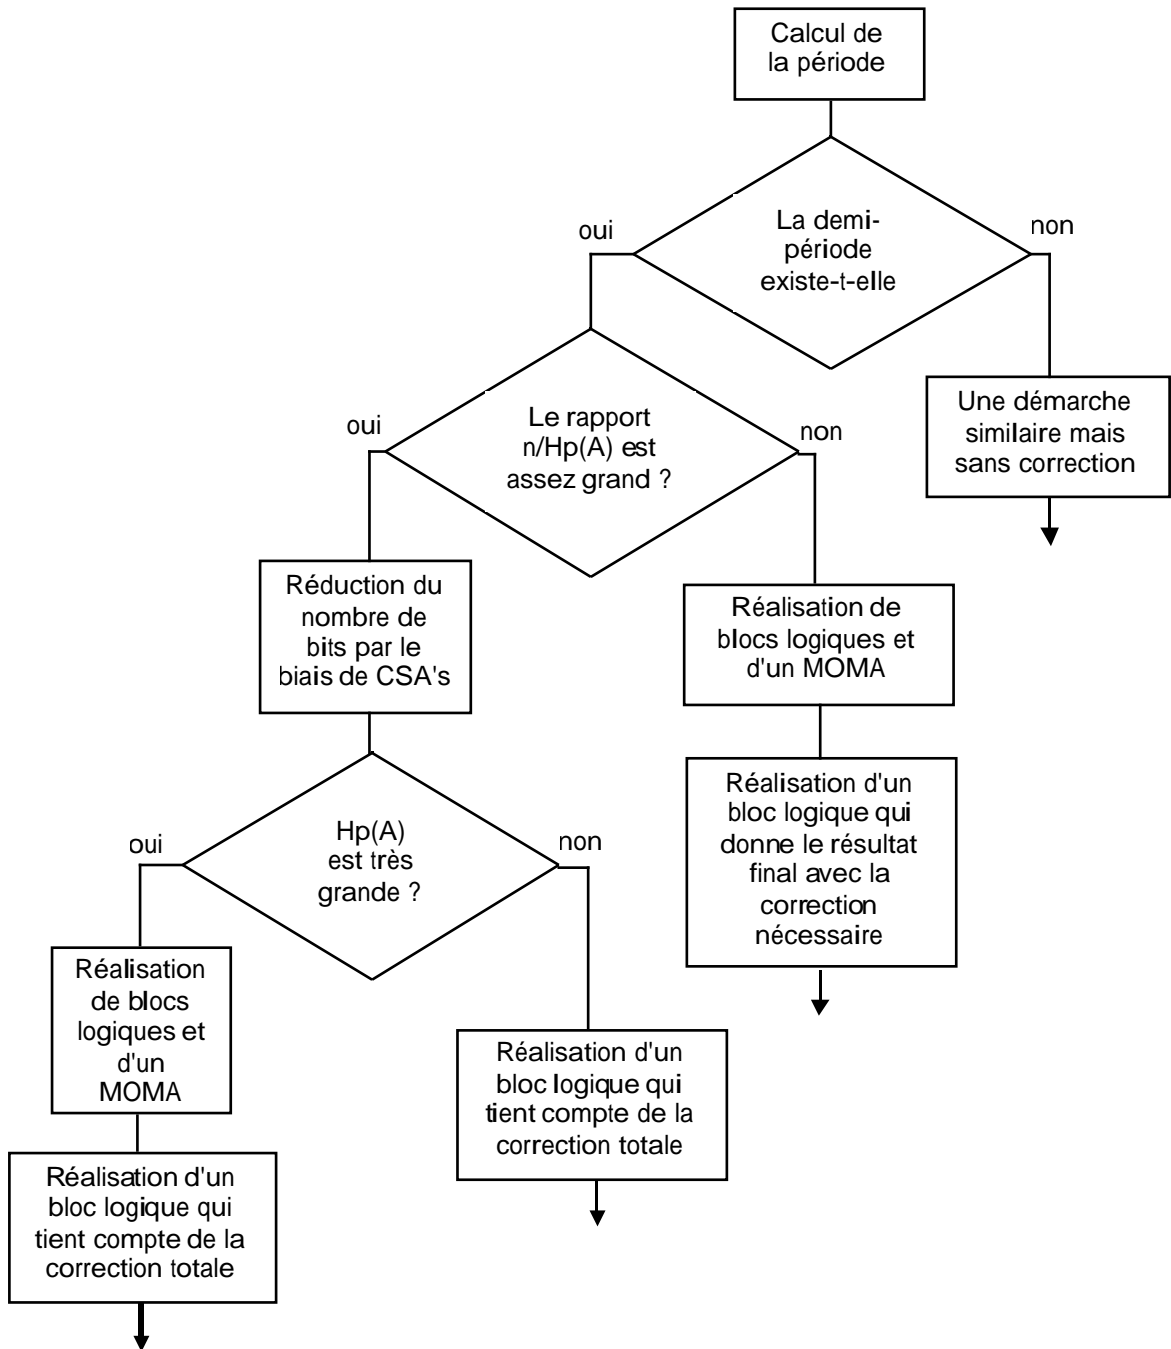 Calcul de
la période
La demi-
période
existe-t-elle
oui
non
Une démarche
similaire mais
sans correction
Le rapport
n/Hp(A) est
assez grand ?
oui
non
Réduction du
nombre de
bits par le
biais de CSA's
Réalisation de
blocs logiques et
d'un MOMA
Réalisation d'un
bloc logique qui
donne le résultat
final avec la
correction
nécessaire
Hp(A)
est très
grande ?
oui
non
Réalisation
de blocs
logiques et
d'un
MOMA
Réalisation d'un
bloc logique qui
tient compte de la
correction totale
Réalisation d'un
bloc logique qui
tient compte de la
correction totale